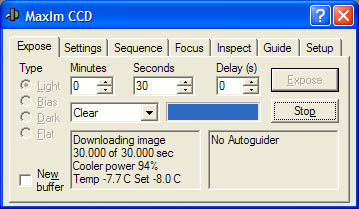 MaxIm CCD
Expose Settings Sequence Focus Inspect Guide Setup
Type Minutes Seconds Delay (s)
Light 0 30 0 Expose
Bias
Dark Clear Stop
Flat
Downloading image
30.000 of 30.000 sec
Cooler power 94%
Temp -7.7 C Set -8.0 C
No Autoguider
New
buffer